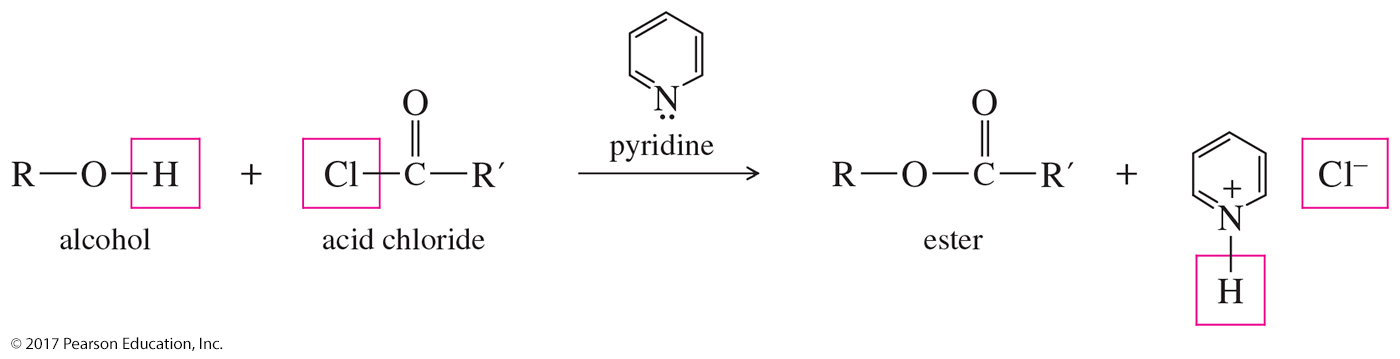 O
N
pyridine
O
R—O—H + Cl—C—R′ R—O—C—R′ + N+ Cl−
alcohol
acid chloride
ester
H
© 2017 Pearson Education, Inc.